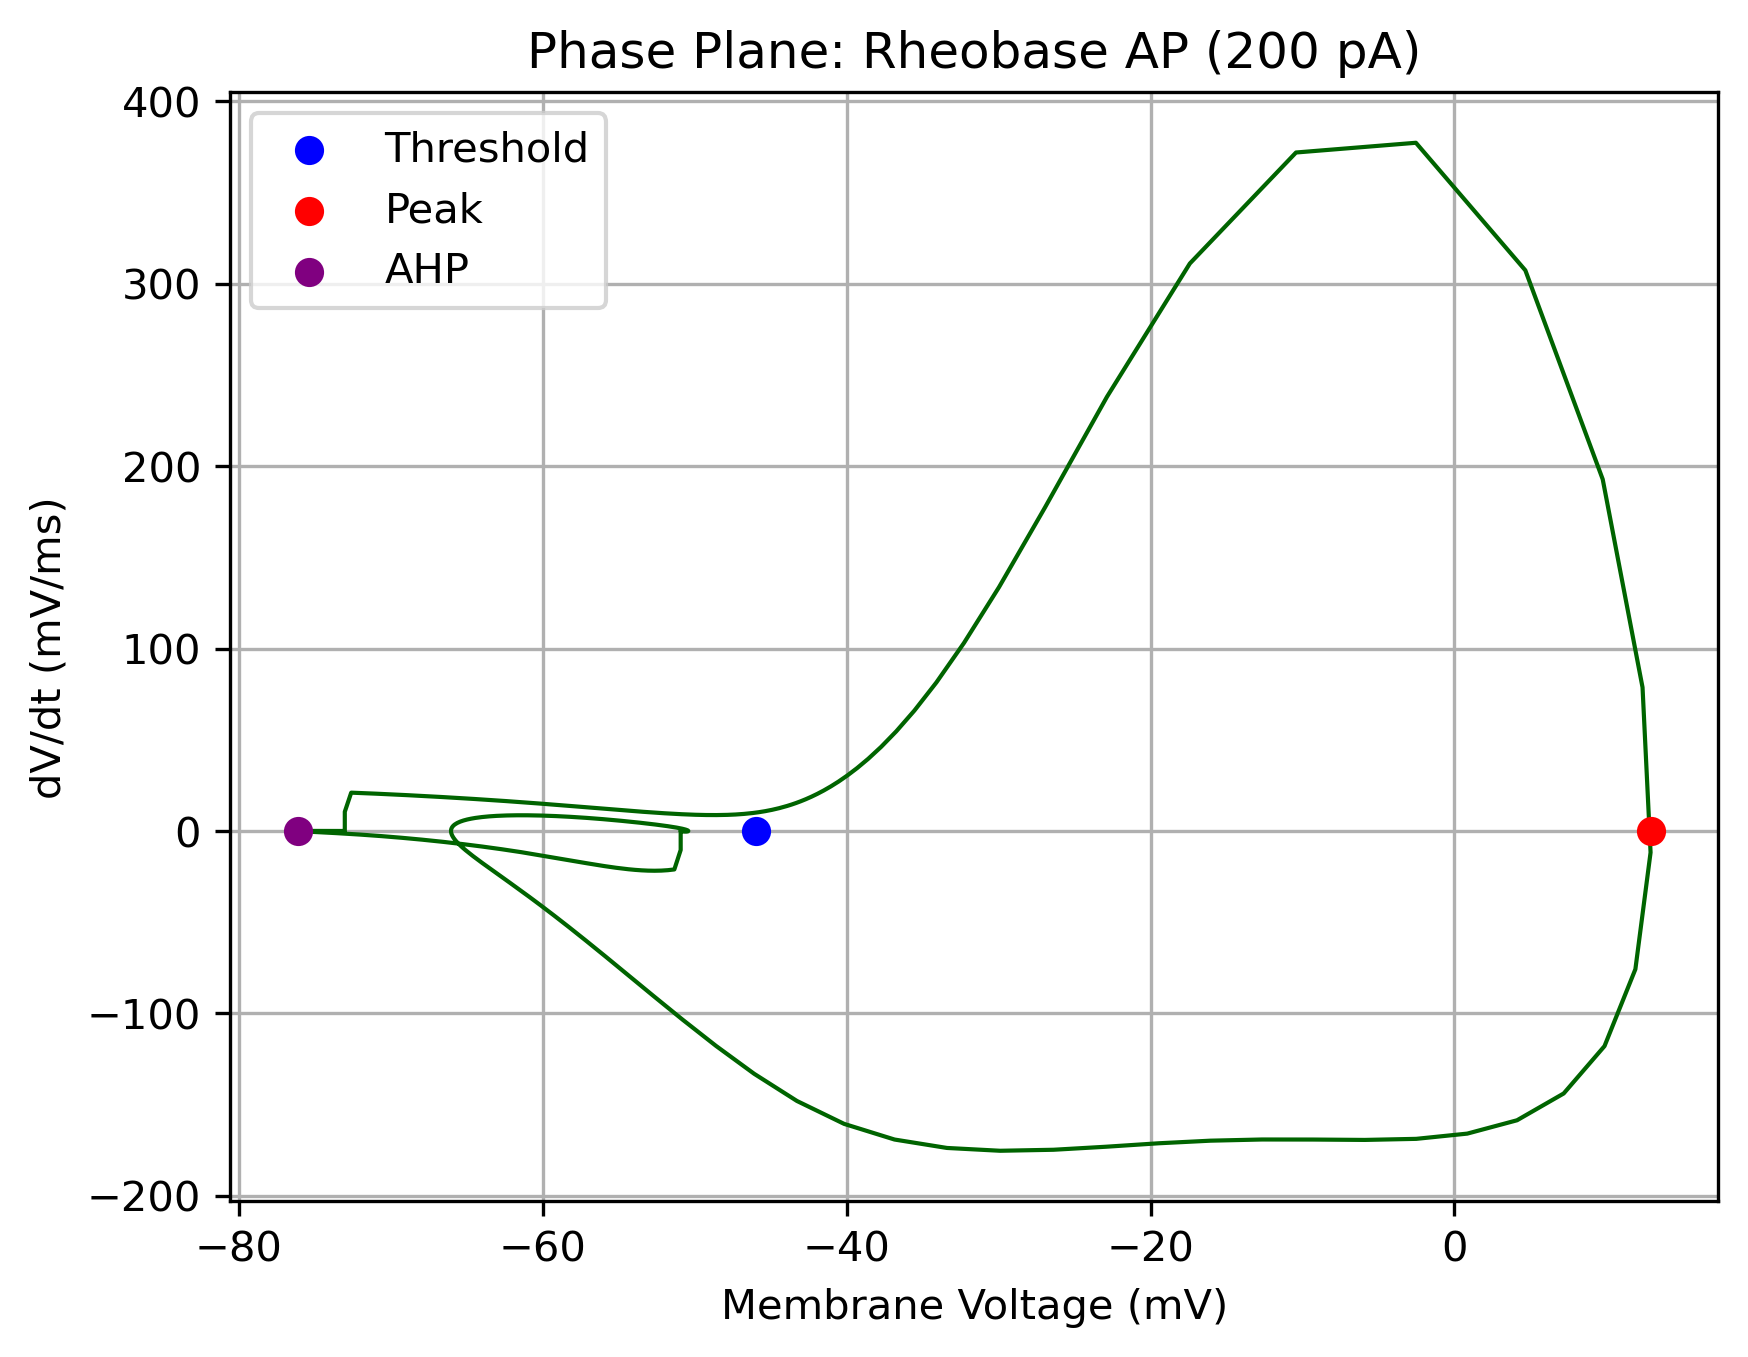 Phase Plane: Rheobase AP (200 pA)
400
300
200
100
0
−100
−200
dV/dt (mV/ms)
Threshold
Peak
AHP
−80
−60
−40
−20
0
Membrane Voltage (mV)